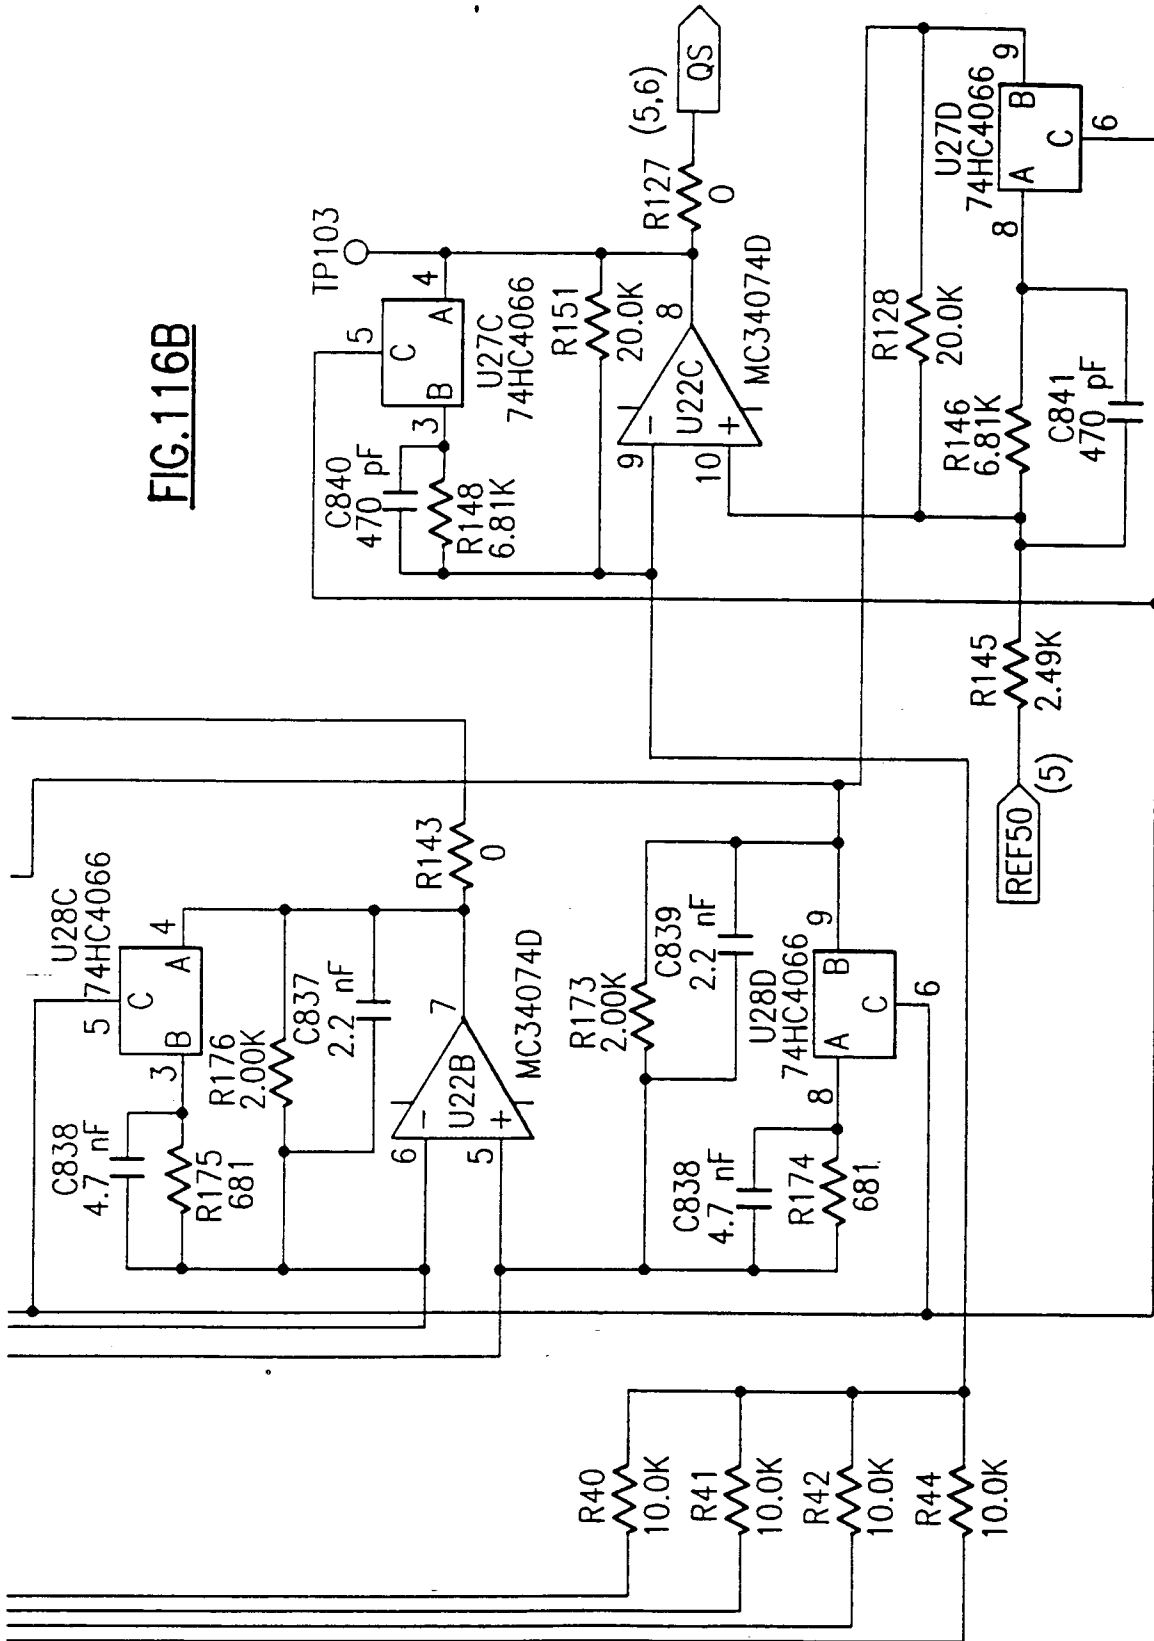 FIG.116B
TP103
5
C
4
A
B
3
U27C
74HC4066
C840
470 pF
R148
6.81K
R151
20.0K
9
−
U22C
8
10
+
MC34074D
R127
0
(5,6)
QS
R128
20.0K
U27D
74HC4066
9
B
A
C
6
8
R146
6.81K
C841
470 pF
R145
2.49K
REF50
(5)
U28C
74HC4066
5
C
4
A
B
3
C838
4.7 nF
R175
681
R176
2.00K
C837
2.2 nF
6
−
U22B
7
5
+
MC34074D
R143
0
R173
2.00K
C839
2.2 nF
U28D
74HC4066
9
B
A
C
6
8
C838
4.7 nF
R174
681
R40
10.0K
R41
10.0K
R42
10.0K
R44
10.0K